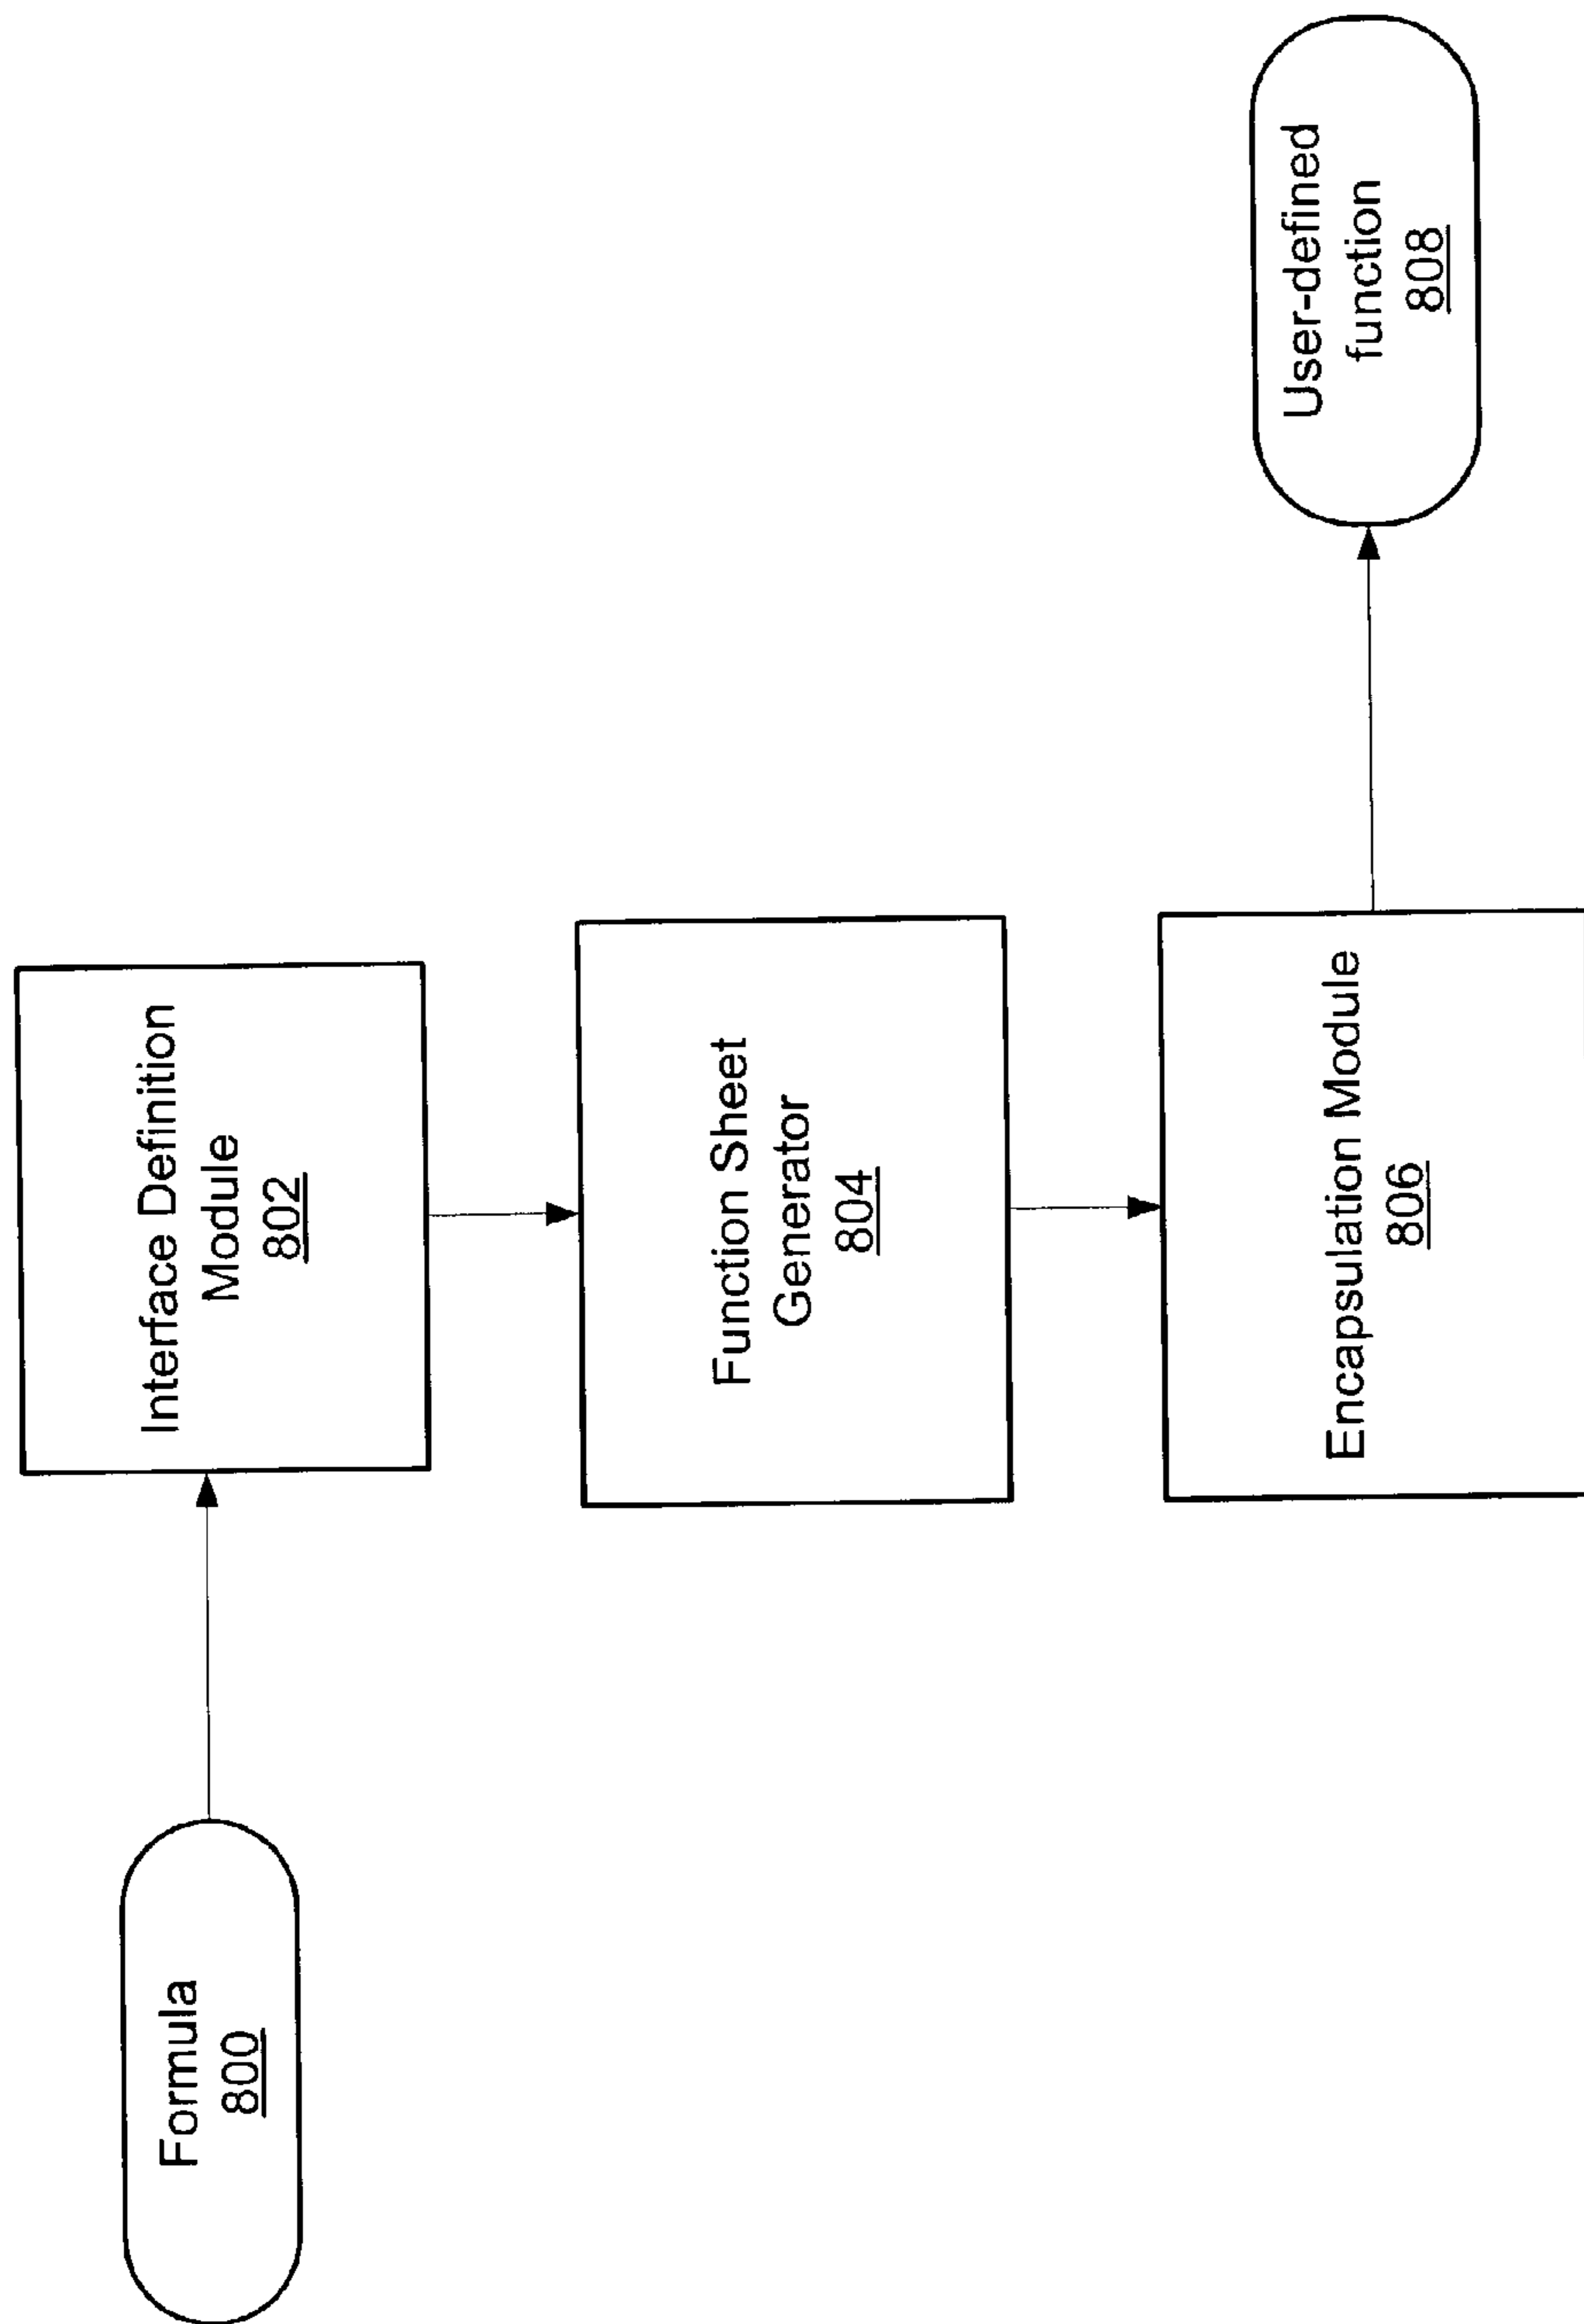 Formula
800
Interface Definition
Module
802
Function Sheet
Generator
804
Encapsulation Module
806
User-defined
function
808